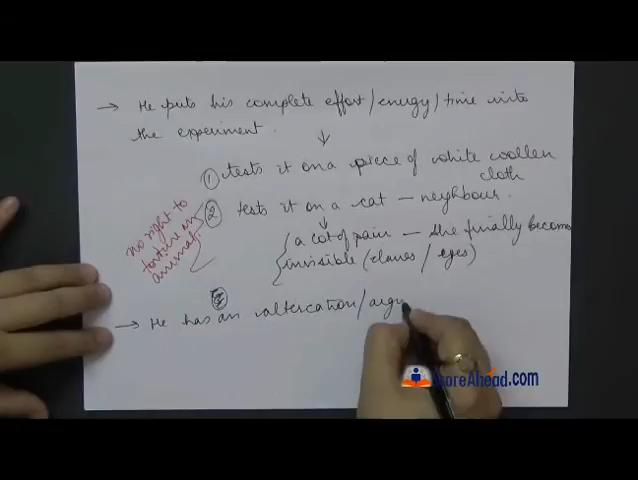 → He puts his complete effort/energy/time into
the experiment.
↓
① tests it on a piece of white woollen
cloth
② tests it on a cat – neighbour.
↓
no right to
torture an
animal.
a lot of pain – she finally becomes
invisible (claws / eyes)
③
→ He has an altercation/argu
ScoreAhead.com